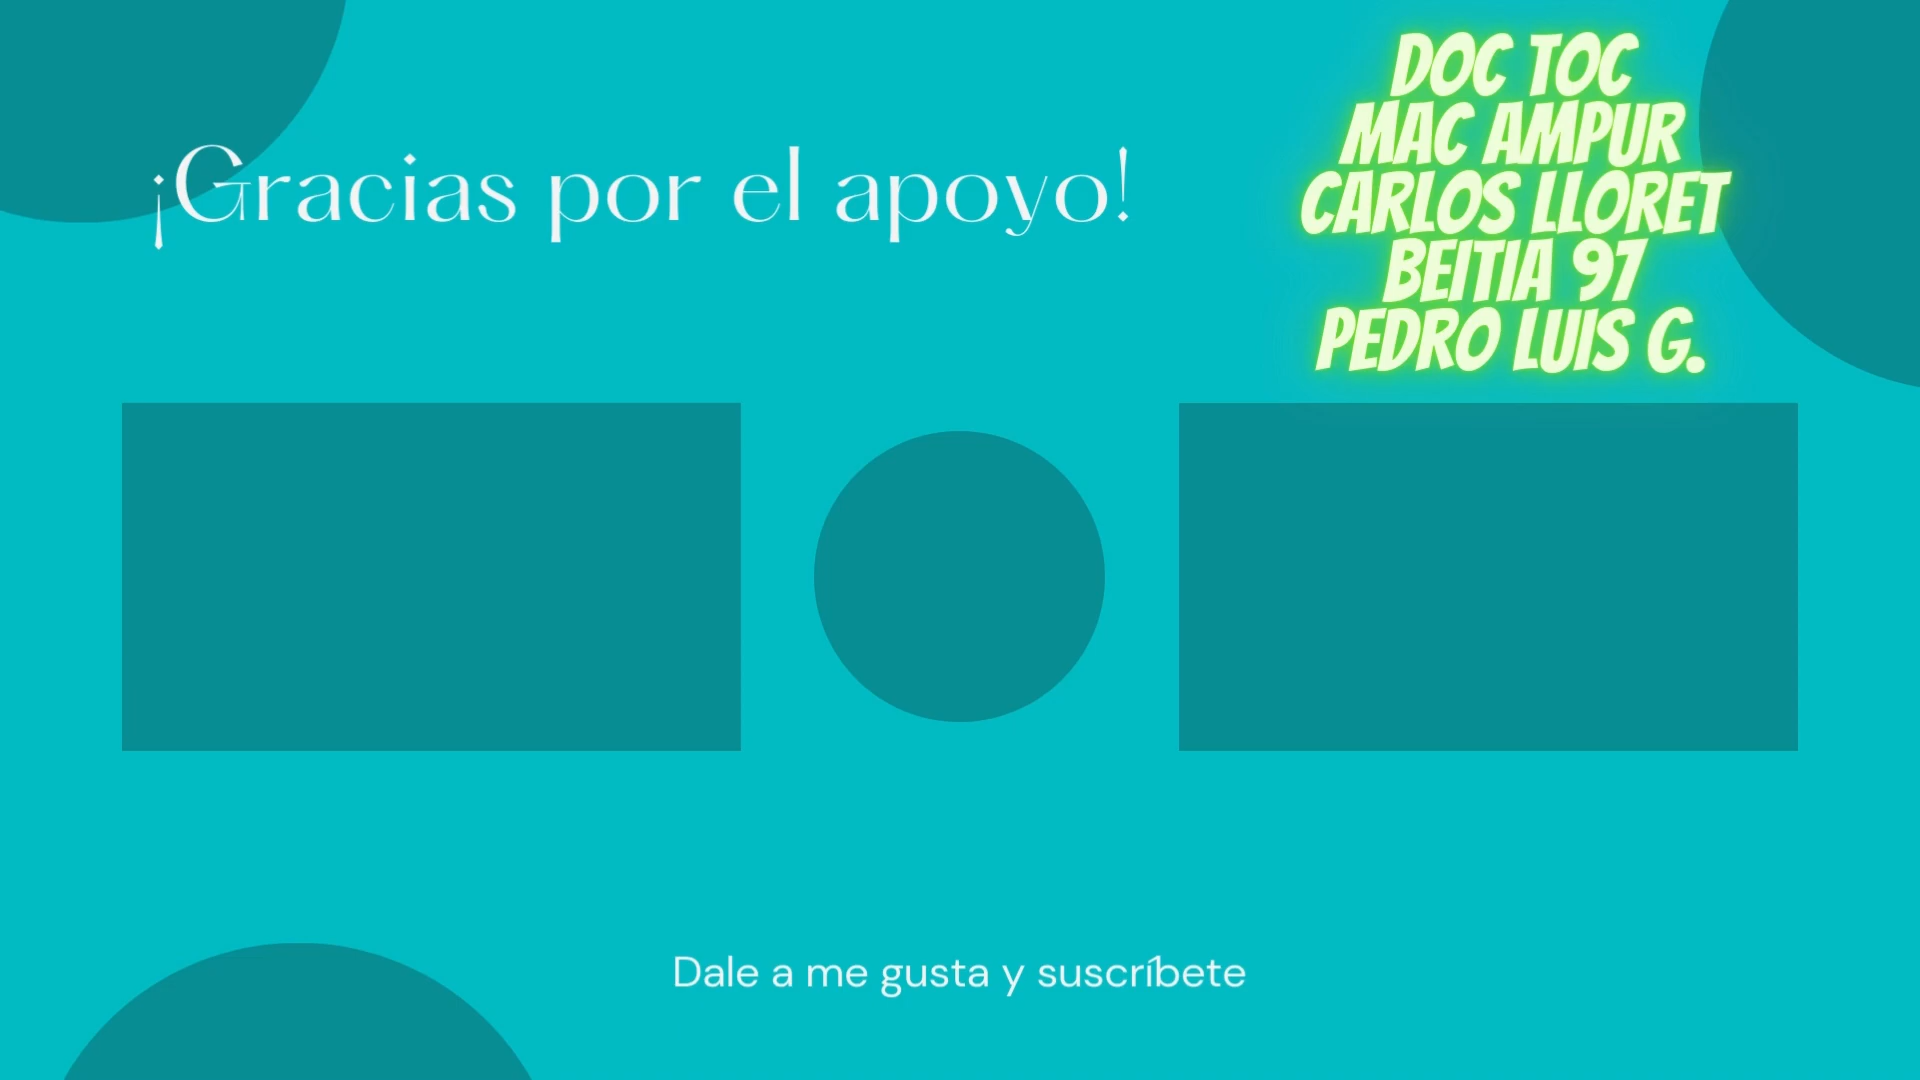 ¡Gracias por el apoyo!
DOC TOC
MAC AMPUR
CARLOS LLORET
BEITIA 97
PEDRO LUIS G.
Dale a me gusta y suscríbete